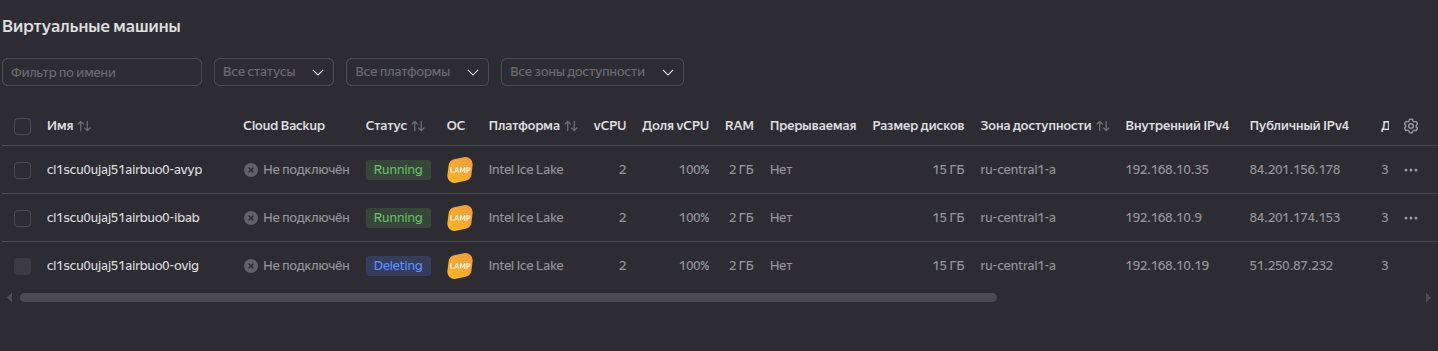 Виртуальные машины
Фильтр по имени Все статусы Все платформы Все зоны доступности
Имя Cloud Backup Статус ОС Платформа vCPU Доля vCPU RAM Прерываемая Размер дисков Зона доступности Внутренний IPv4 Публичный IPv4 Д
cl1scu0ujaj51airbuo0-avyp Не подключён Running LAMP Intel Ice Lake 2 100% 2 ГБ Нет 15 ГБ ru-central1-a 192.168.10.35 84.201.156.178 3
cl1scu0ujaj51airbuo0-ibab Не подключён Running LAMP Intel Ice Lake 2 100% 2 ГБ Нет 15 ГБ ru-central1-a 192.168.10.9 84.201.174.153 3
cl1scu0ujaj51airbuo0-ovig Не подключён Deleting LAMP Intel Ice Lake 2 100% 2 ГБ Нет 15 ГБ ru-central1-a 192.168.10.19 51.250.87.232 3